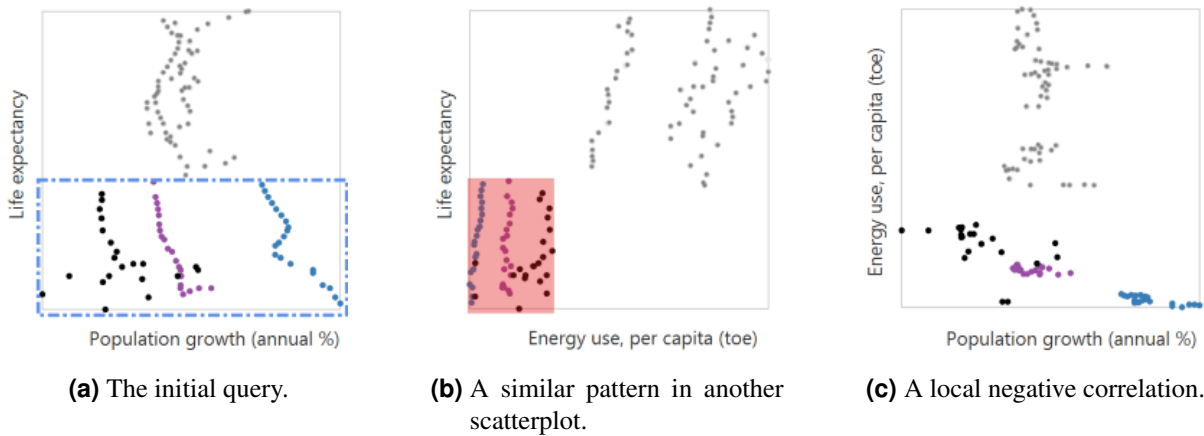 Life expectancy
Population growth (annual %)
(a) The initial query.
Life expectancy
Energy use, per capita (toe)
(b) A similar pattern in another
scatterplot.
Energy use, per capita (toe)
Population growth (annual %)
(c) A local negative correlation.